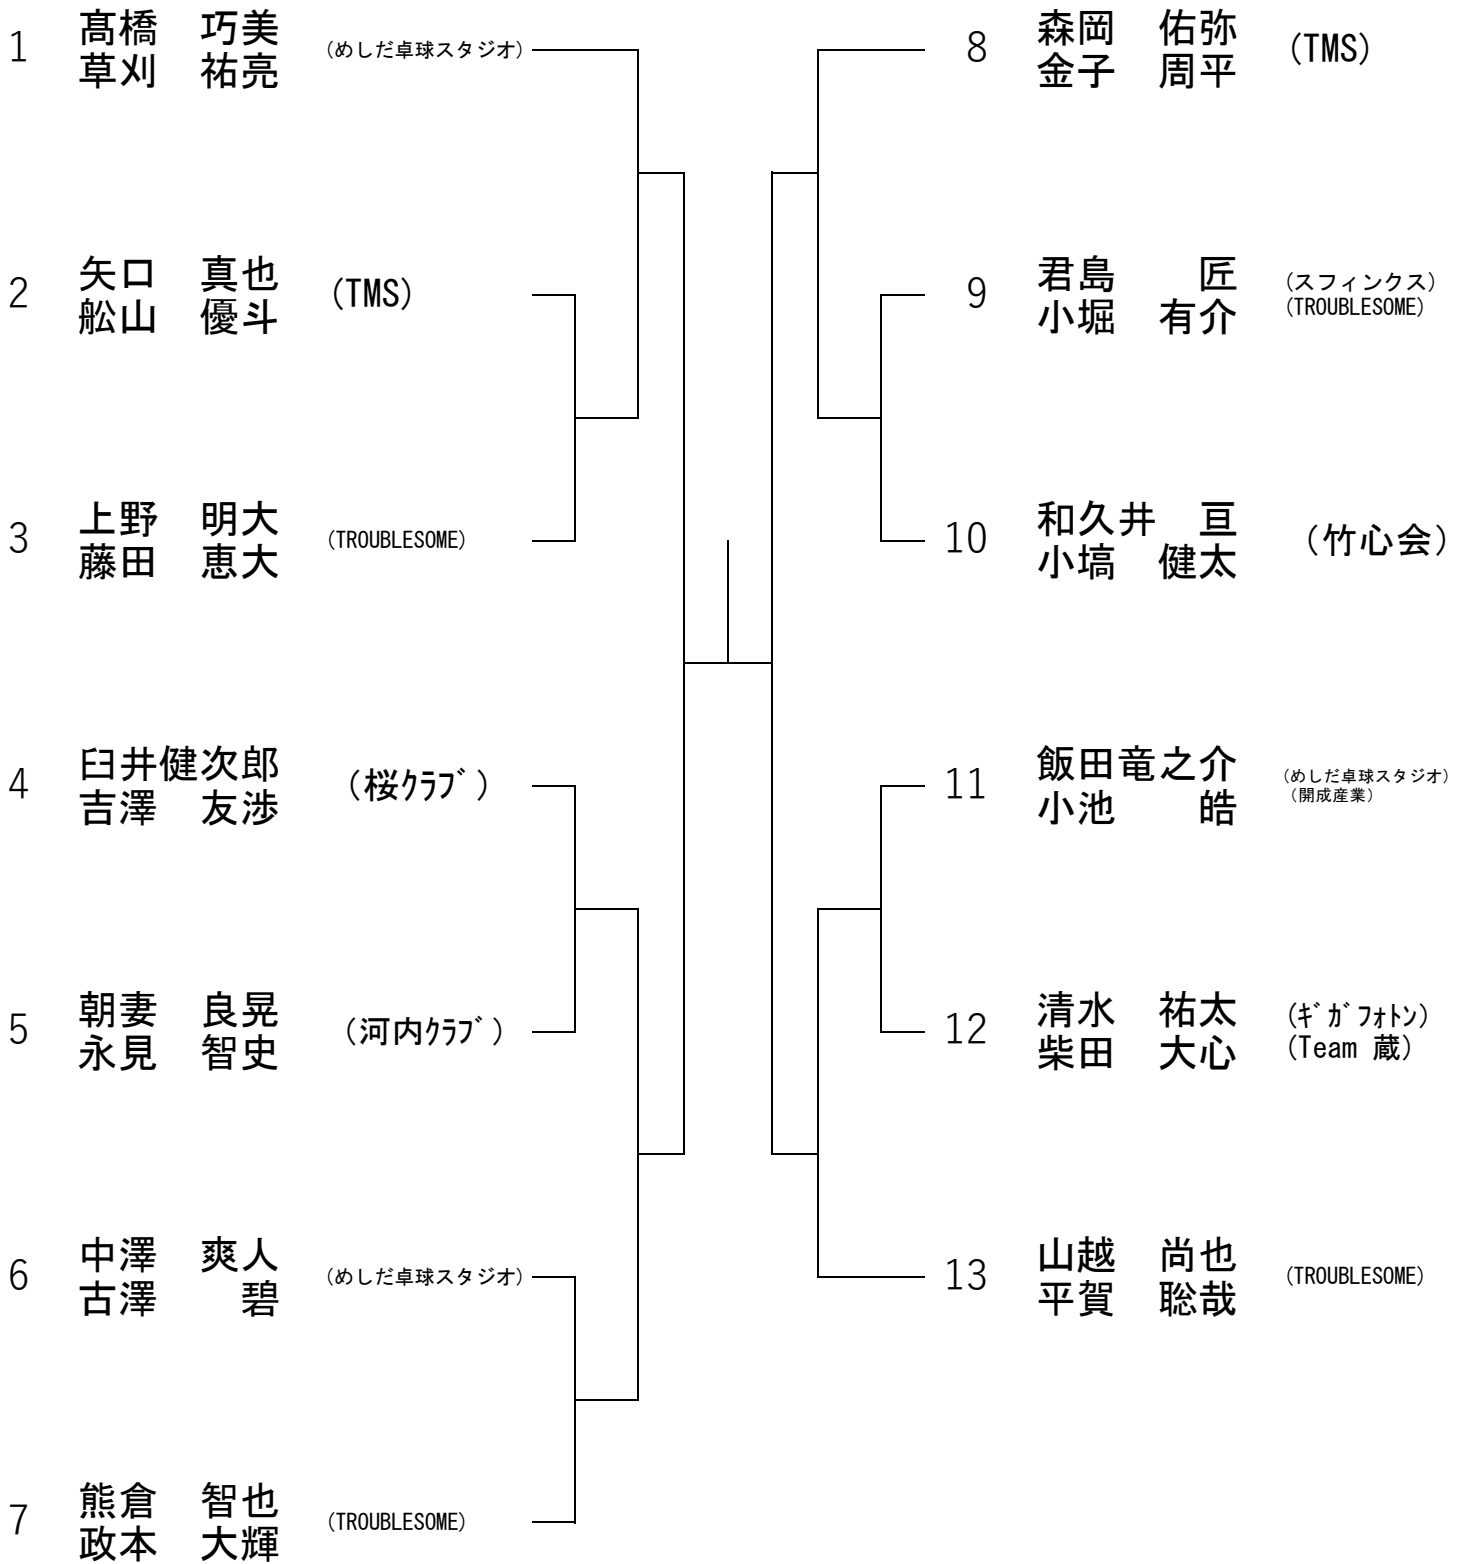 1 髙橋　巧美 (めしだ卓球スタジオ)
草刈　祐亮
2 矢口　真也 (TMS)
舩山　優斗
3 上野　明大 (TROUBLESOME)
藤田　恵大
4 臼井健次郎 (桜ｸﾗﾌﾞ)
吉澤　友渉
5 朝妻　良晃 (河内ｸﾗﾌﾞ)
永見　智史
6 中澤　爽人 (めしだ卓球スタジオ)
古澤　　碧
7 熊倉　智也 (TROUBLESOME)
政本　大輝
8 森岡　佑弥 (TMS)
金子　周平
9 君島　　匠 (スフィンクス)
小堀　有介 (TROUBLESOME)
10 和久井　亘 (竹心会)
小塙　健太
11 飯田竜之介 (めしだ卓球スタジオ)
小池　　皓 (開成産業)
12 清水　祐太 (ｷﾞｶﾞﾌｫﾄﾝ)
柴田　大心 (Team 蔵)
13 山越　尚也 (TROUBLESOME)
平賀　聡哉